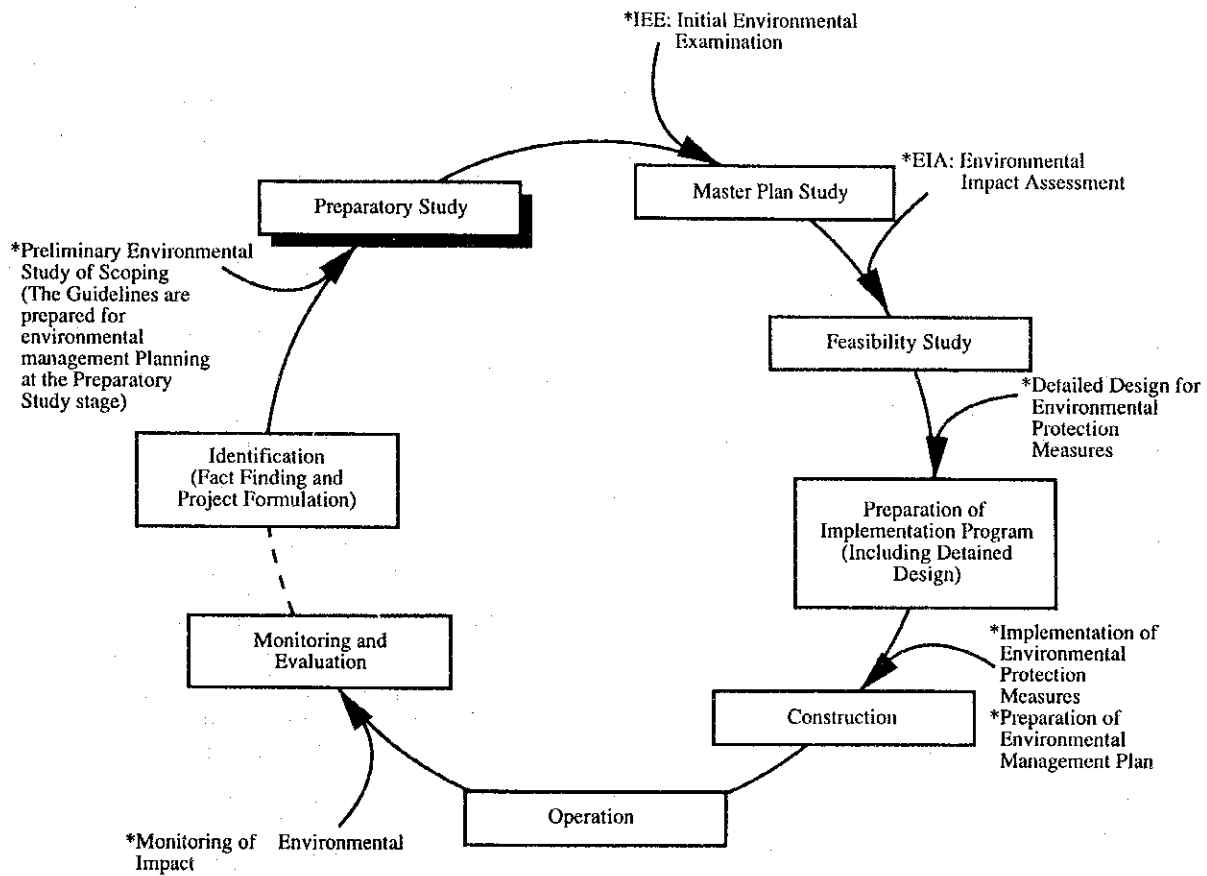 *IEE: Initial Environmental
Examination
*EIA: Environmental
Impact Assessment
Master Plan Study
Preparatory Study
*Preliminary Environmental
Study of Scoping
(The Guidelines are
prepared for
environmental
management Planning
at the Preparatory
Study stage)
Feasibility Study
*Detailed Design for
Environmental
Protection
Measures
Identification
(Fact Finding and
Project Formulation)
Preparation of
Implementation Program
(Including Detained
Design)
Monitoring and
Evaluation
*Implementation of
Environmental
Protection
Measures
*Preparation of
Environmental
Management Plan
Construction
Operation
*Monitoring of Environmental
Impact